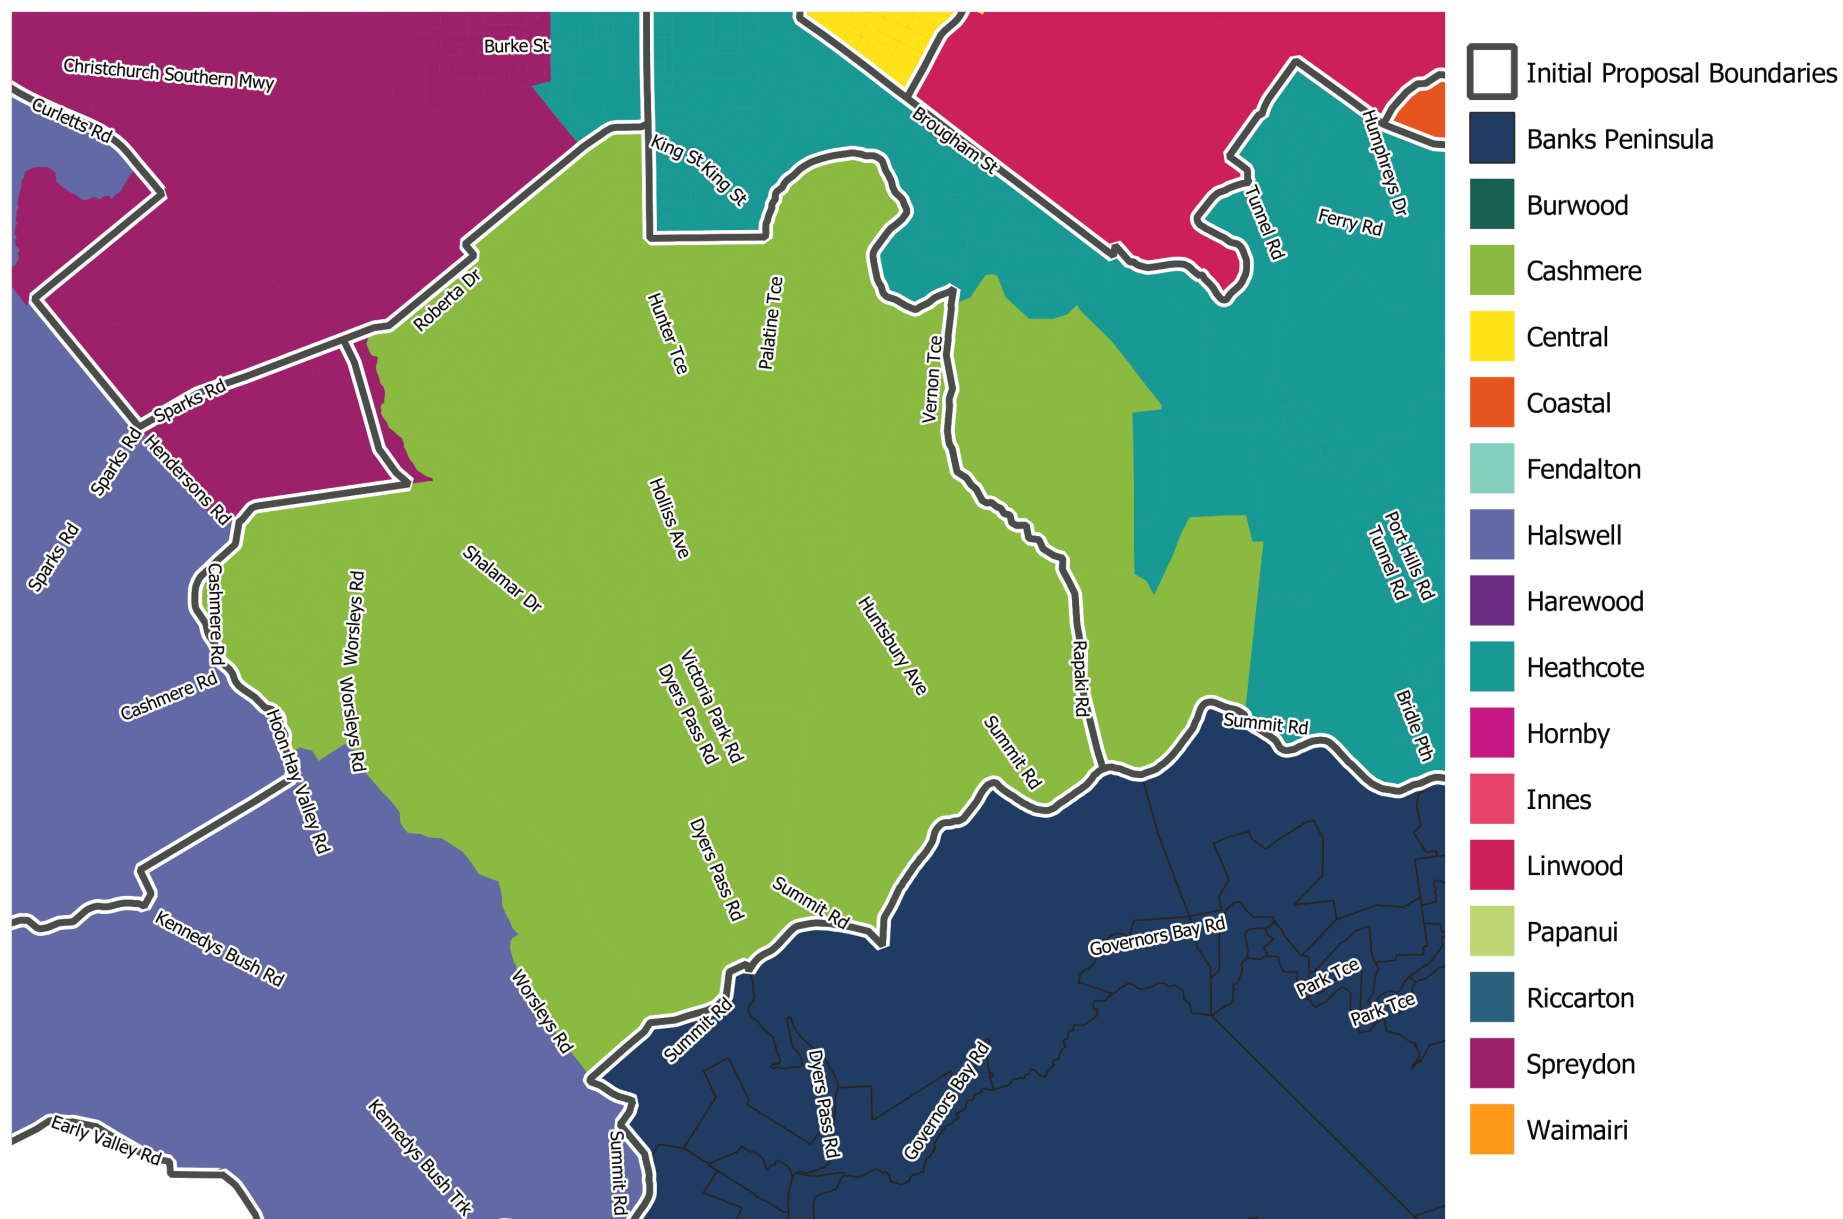 Burke St
Christchurch Southern Mwy
Curletts Rd
Brougham St
King St
King St
Humphreys Dr
Tunnel Rd
Ferry Rd
Roberta Dr
Hunter Tce
Palatine Tce
Vernon Tce
Sparks Rd
Sparks Rd
Hendersons Rd
Sparks Rd
Holliss Ave
Shalamar Dr
Port Hills Rd
Tunnel Rd
Cashmere Rd
Worsleys Rd
Huntsbury Ave
Rapaki Rd
Victoria Park Rd
Dyers Pass Rd
Cashmere Rd
Worsleys Rd
Hoon Hay Valley Rd
Summit Rd
Summit Rd
Bridle Pth
Dyers Pass Rd
Summit Rd
Kennedys Bush Rd
Governors Bay Rd
Park Tce
Park Tce
Worsleys Rd
Summit Rd
Dyers Pass Rd
Governors Bay Rd
Early Valley Rd
Kennedys Bush Trk
Summit Rd
Initial Proposal Boundaries
Banks Peninsula
Burwood
Cashmere
Central
Coastal
Fendalton
Halswell
Harewood
Heathcote
Hornby
Innes
Linwood
Papanui
Riccarton
Spreydon
Waimairi